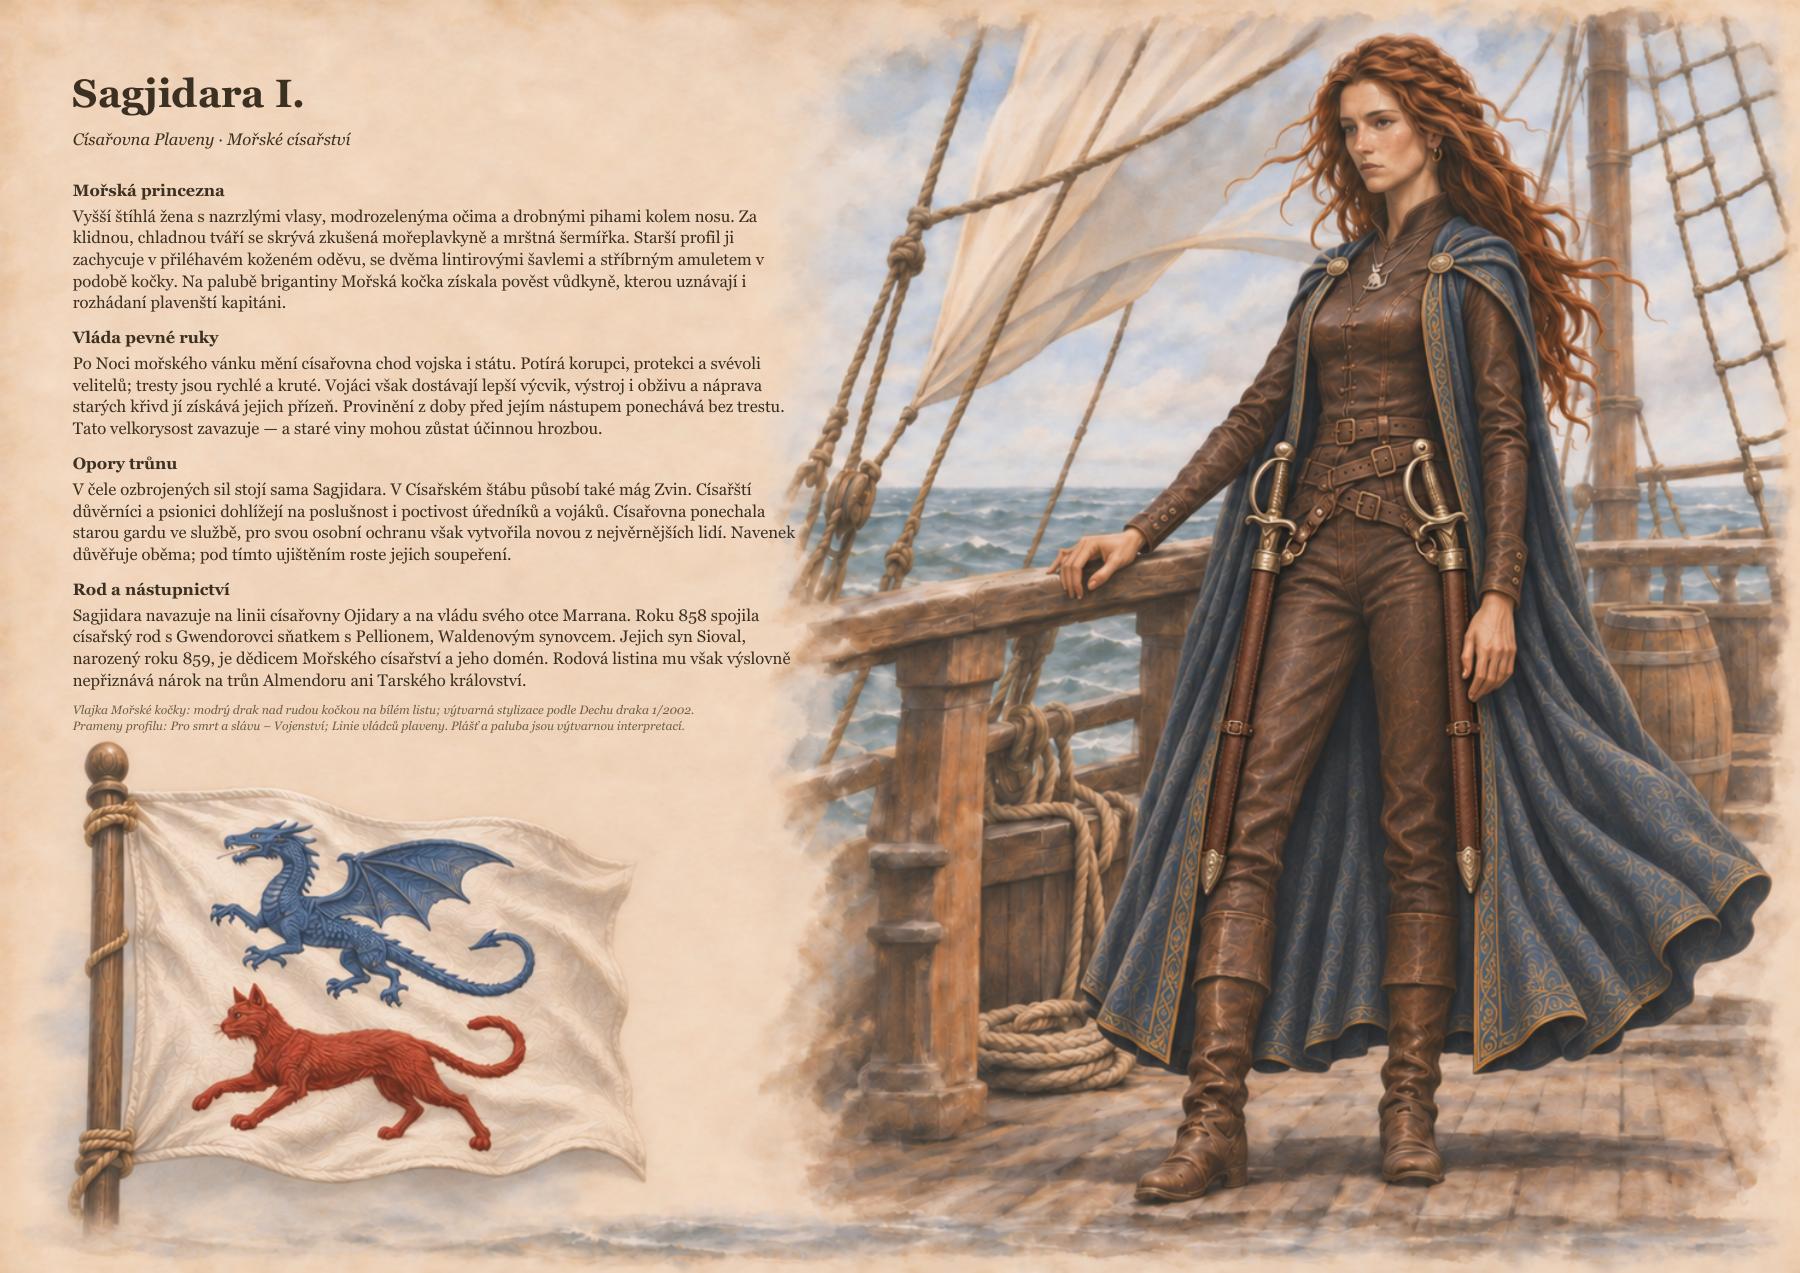 Sagjidara I.
Císařovna Plaveny · Mořské císařství
Mořská princezna
Vyšší štíhlá žena s nazrzlými vlasy, modrozelenýma očima a drobnými pihami kolem nosu. Za
klidnou, chladnou tváří se skrývá zkušená mořeplavkyně a mrštná šermířka. Starší profil ji
zachycuje v přiléhavém koženém oděvu, se dvěma lintirovými šavlemi a stříbrným amuletem v
podobě kočky. Na palubě brigantiny Mořská kočka získala pověst vůdkyně, kterou uznávají i
rozhádaní plavenští kapitáni.
Vláda pevné ruky
Po Noci mořského vánku mění císařovna chod vojska i státu. Potírá korupci, protekci a svévoli
velitelů; tresty jsou rychlé a kruté. Vojáci však dostávají lepší výcvik, výstroj i obživu a náprava
starých křivd jí získává jejich přízeň. Provinění z doby před jejím nástupem ponechává bez trestu.
Tato velkorysost zavazuje — a staré viny mohou zůstat účinnou hrozbou.
Opory trůnu
V čele ozbrojených sil stojí sama Sagjidara. V Císařském štábu působí také mág Zvin. Císařští
důvěrníci a psionici dohlížejí na poslušnost i poctivost úředníků a vojáků. Císařovna ponechala
starou gardu ve službě, pro svou osobní ochranu však vytvořila novou z nejvěrnějších lidí. Navenek
důvěřuje oběma; pod tímto ujištěním roste jejich soupeření.
Rod a nástupnictví
Sagjidara navazuje na linii císařovny Ojidary a na vládu svého otce Marrana. Roku 858 spojila
císařský rod s Gwendorovci sňatkem s Pellionem, Waldenovým synovcem. Jejich syn Sioval,
narozený roku 859, je dědicem Mořského císařství a jeho domén. Rodová listina mu však výslovně
nepřiznává nárok na trůn Almendoru ani Tarského království.
Vlajka Mořské kočky: modrý drak nad rudou kočkou na bílém listu; výtvarná stylizace podle Dechu draka 1/2002.
Prameny profilu: Pro smrt a slávu – Vojenství; Linie vládců plaveny. Plášť a paluba jsou výtvarnou interpretací.